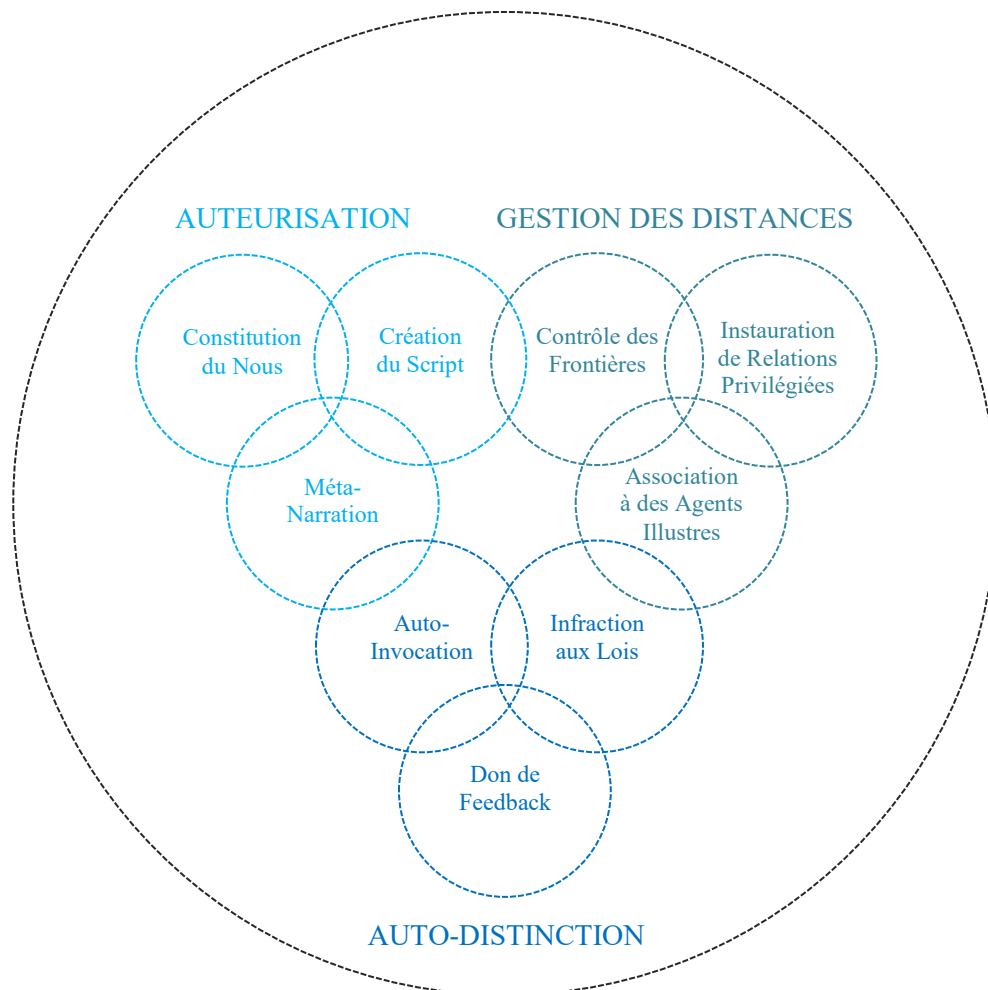 AUTEURISATION
GESTION DES DISTANCES
Constitution
du Nous
Création
du Script
Contrôle des
Frontières
Instauration
de Relations
Privilégiées
Méta-
Narration
Association
à des Agents
Illustres
Auto-
Invocation
Infraction
aux Lois
Don de
Feedback
AUTO-DISTINCTION